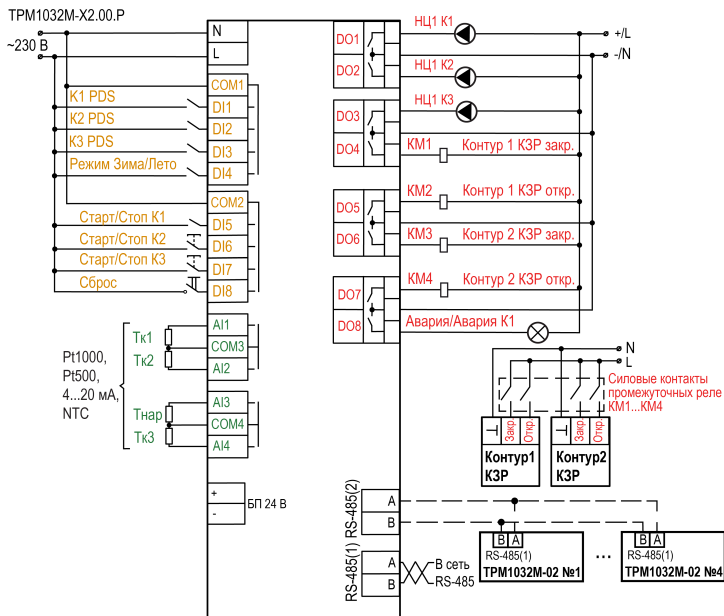 ТРМ1032М-Х2.00.Р
~230 В
N
L
COM1
К1 PDS
DI1
К2 PDS
DI2
К3 PDS
DI3
Режим Зима/Лето
DI4
COM2
Старт/Стоп К1
DI5
Старт/Стоп К2
DI6
Старт/Стоп К3
DI7
Сброс
DI8
Pt1000,
Pt500,
4...20 мА,
NTC
Тк1
AI1
COM3
Тк2
AI2
Тнар
AI3
COM4
Тк3
AI4
+
-
БП 24 В
DO1
НЦ1 К1
+/L
-/N
DO2
НЦ1 К2
DO3
НЦ1 К3
DO4
КМ1
Контур 1 КЗР закр.
DO5
КМ2
Контур 1 КЗР откр.
DO6
КМ3
Контур 2 КЗР закр.
DO7
КМ4
Контур 2 КЗР откр.
DO8
Авария/Авария К1
N
L
Силовые контакты
промежуточных реле
КМ1...КМ4
Закр
Откр
Контур1
КЗР
Закр
Откр
Контур2
КЗР
RS-485(2)
A
B
RS-485(1)
A
B
В сеть
RS-485
B A
RS-485(1)
ТРМ1032М-02 №1
...
B A
RS-485(1)
ТРМ1032М-02 №4